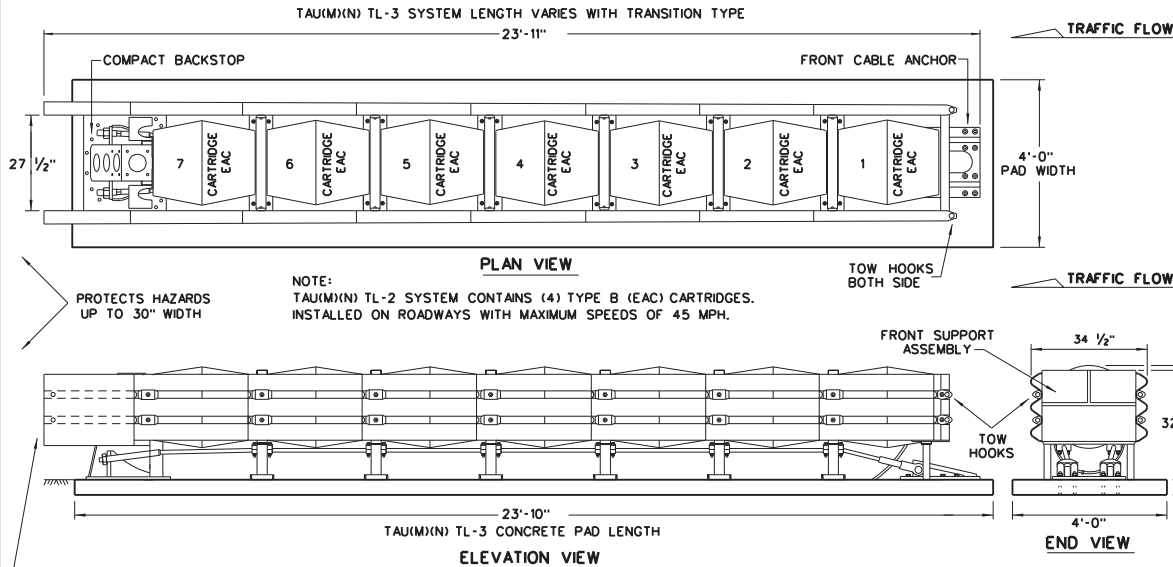 TAU(M)(N) TL-3 SYSTEM LENGTH VARIES WITH TRANSITION TYPE
23'-11"
TRAFFIC FLOW
COMPACT BACKSTOP
FRONT CABLE ANCHOR
27 ½"
7
CARTRIDGE
EAC
6
CARTRIDGE
EAC
5
CARTRIDGE
EAC
4
CARTRIDGE
EAC
3
CARTRIDGE
EAC
2
CARTRIDGE
EAC
1
CARTRIDGE
EAC
4'-0"
PAD WIDTH
PLAN VIEW
TOW HOOKS
BOTH SIDE
TRAFFIC FLOW
PROTECTS HAZARDS
UP TO 30" WIDTH
NOTE:
TAU(M)(N) TL-2 SYSTEM CONTAINS (4) TYPE B (EAC) CARTRIDGES.
INSTALLED ON ROADWAYS WITH MAXIMUM SPEEDS OF 45 MPH.
FRONT SUPPORT
ASSEMBLY
34 ½"
32
TOW
HOOKS
23'-10"
TAU(M)(N) TL-3 CONCRETE PAD LENGTH
ELEVATION VIEW
4'-0"
END VIEW